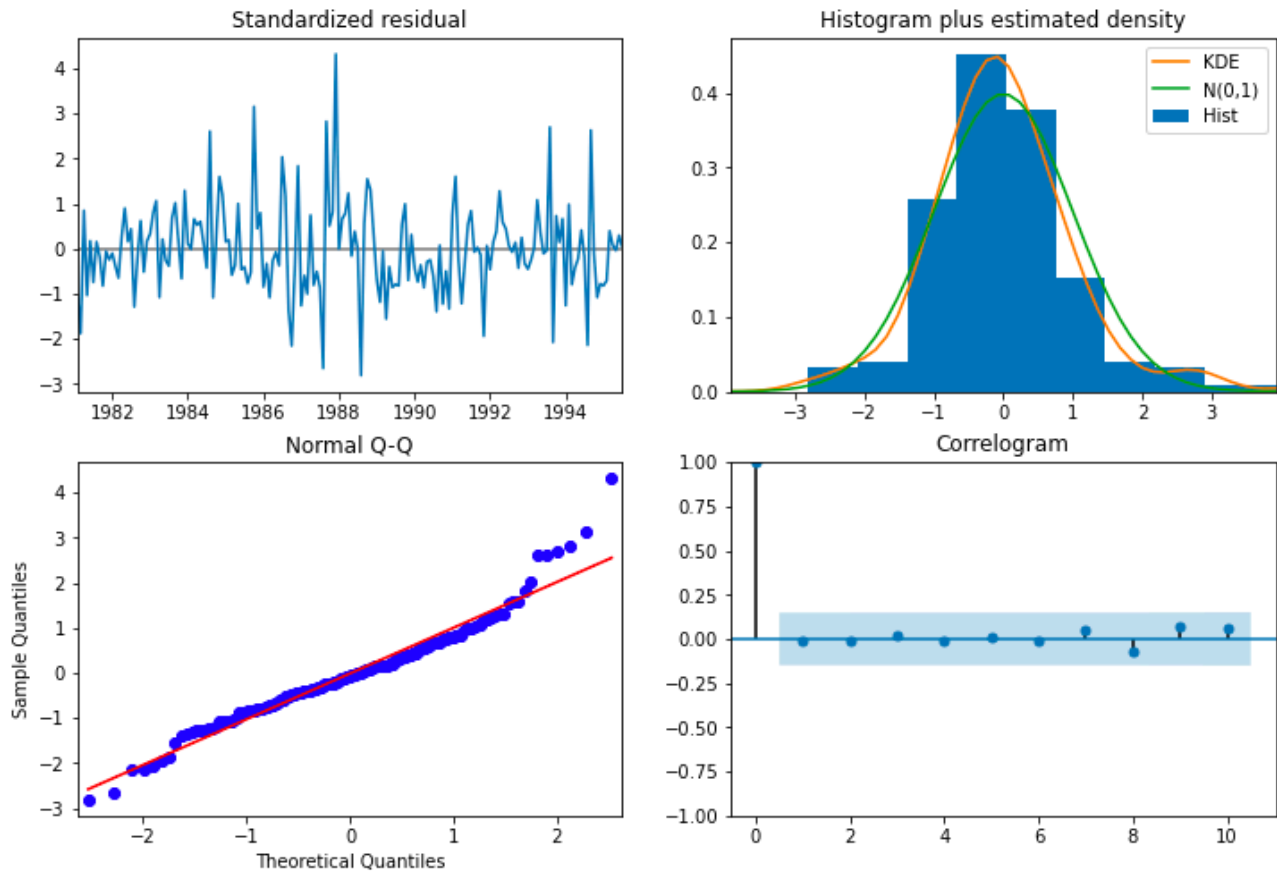 Standardized residual
4
3
2
1
0
−1
−2
−3
1982 1984 1986 1988 1990 1992 1994
Histogram plus estimated density
KDE
N(0,1)
Hist
0.4
0.3
0.2
0.1
0.0
−3 −2 −1 0 1 2 3
Normal Q-Q
Sample Quantiles
4
3
2
1
0
−1
−2
−3
−2 −1 0 1 2
Theoretical Quantiles
Correlogram
1.00
0.75
0.50
0.25
0.00
−0.25
−0.50
−0.75
−1.00
0 2 4 6 8 10